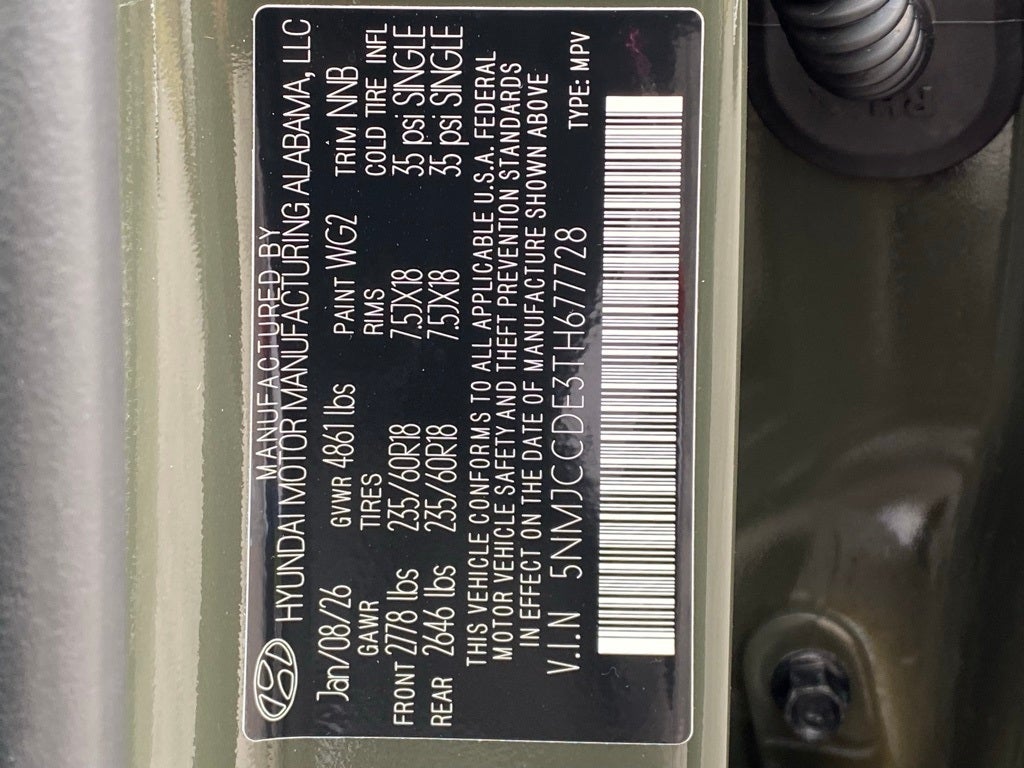 MANUFACTURED BY
HYUNDAI MOTOR MANUFACTURING ALABAMA, LLC
Jan/08/26 GVWR 4861 lbs PAINT WG2 TRIM NNB
GAWR TIRES RIMS COLD TIRE INFL
FRONT 2778 lbs 235/60R18 7.5JX18 35 psi SINGLE
REAR 2646 lbs 235/60R18 7.5JX18 35 psi SINGLE
THIS VEHICLE CONFORMS TO ALL APPLICABLE U.S.A. FEDERAL
MOTOR VEHICLE SAFETY AND THEFT PREVENTION STANDARDS
IN EFFECT ON THE DATE OF MANUFACTURE SHOWN ABOVE
V.I.N 5NMJCCDE3TH677728 TYPE: MPV